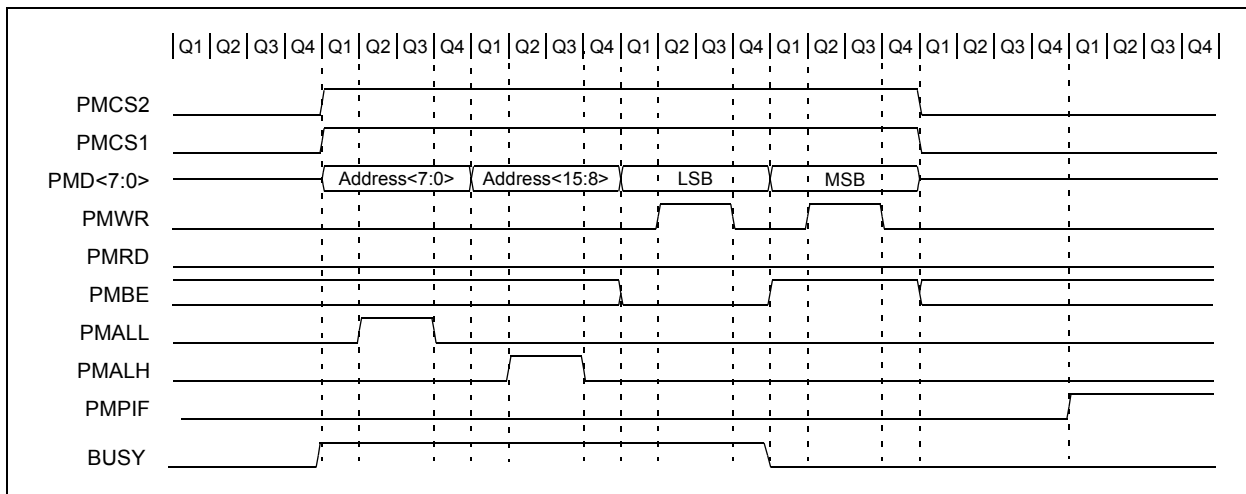 Q1 Q2 Q3 Q4 Q1 Q2 Q3 Q4 Q1 Q2 Q3 Q4 Q1 Q2 Q3 Q4 Q1 Q2 Q3 Q4 Q1 Q2 Q3 Q4 Q1 Q2 Q3 Q4
PMCS2
PMCS1
PMD<7:0> Address<7:0> Address<15:8> LSB MSB
PMWR
PMRD
PMBE
PMALL
PMALH
PMPIF
BUSY